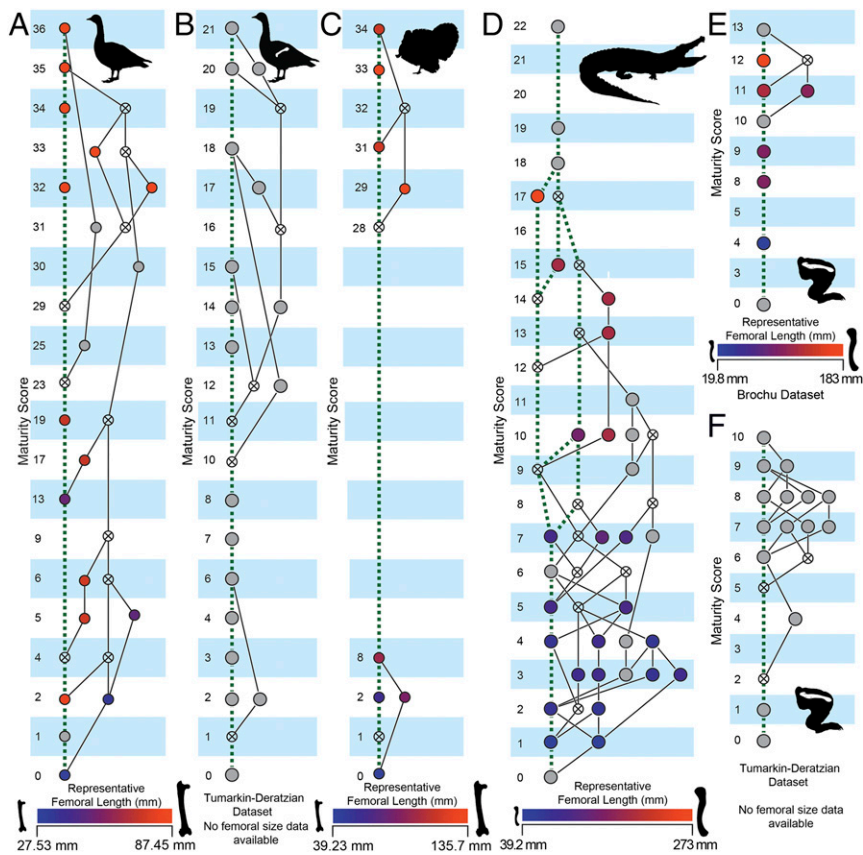 A
Maturity Score
36
35
34
33
32
31
30
29
25
23
19
17
13
9
6
5
4
2
1
0
Representative
Femoral Length (mm)
27.53 mm 87.45 mm
B
Maturity Score
21
20
19
18
17
16
15
14
13
12
11
10
8
7
6
4
3
2
1
0
Tumarkin-Deratzian
Dataset
No femoral size data
available
C
Maturity Score
34
33
32
31
29
28
8
2
1
0
Representative
Femoral Length (mm)
39.23 mm 135.7 mm
D
Maturity Score
22
21
20
19
18
17
16
15
14
13
12
11
10
9
8
7
6
5
4
3
2
1
0
Representative
Femoral Length (mm)
39.2 mm 273 mm
E
Maturity Score
13
12
11
10
9
8
5
4
3
0
Representative
Femoral Length (mm)
19.8 mm 183 mm
Brochu Dataset
F
Maturity Score
10
9
8
7
6
5
4
3
2
1
0
Tumarkin-Deratzian
Dataset
No femoral size data
available